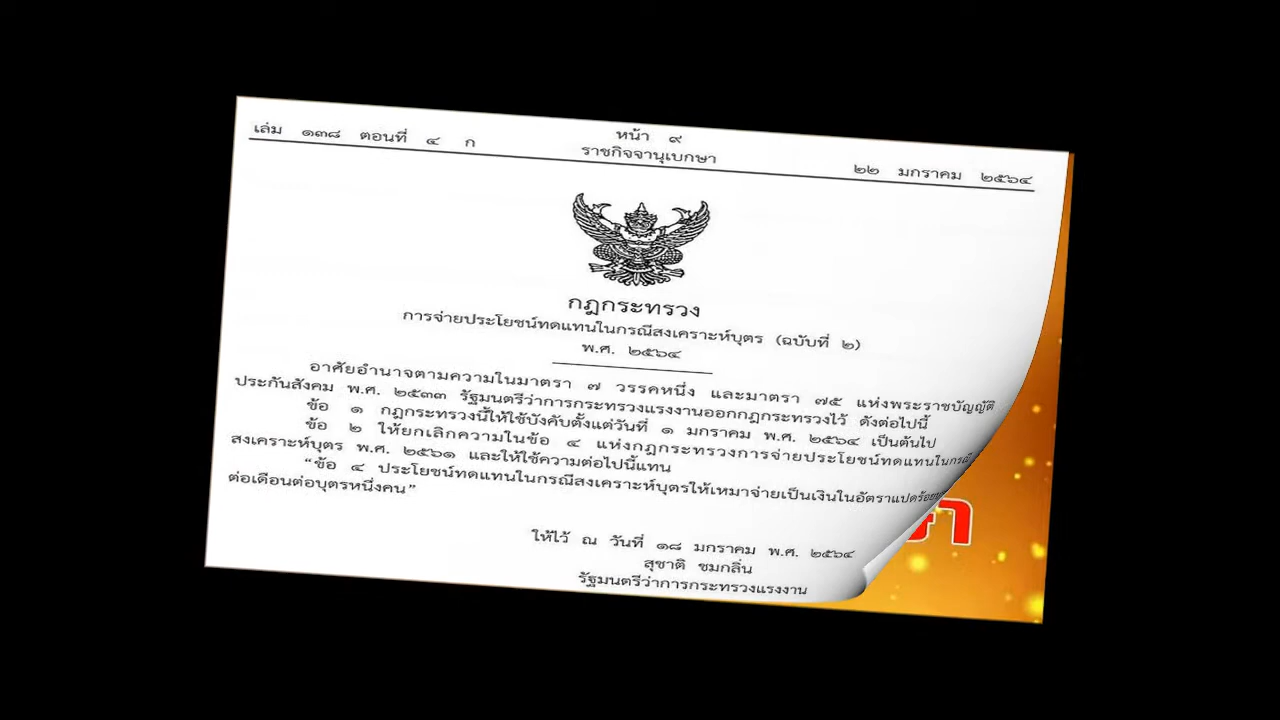 หน้า ๙
เล่ม ๑๓๘ ตอนที่ ๔ ก ราชกิจจานุเบกษา ๒๒ มกราคม ๒๕๖๔
กฎกระทรวง
การจ่ายประโยชน์ทดแทนในกรณีสงเคราะห์บุตร (ฉบับที่ ๒)
พ.ศ. ๒๕๖๔
อาศัยอำนาจตามความในมาตรา ๗ วรรคหนึ่ง และมาตรา ๗๕ แห่งพระราชบัญญัติ
ประกันสังคม พ.ศ. ๒๕๓๓ รัฐมนตรีว่าการกระทรวงแรงงานออกกฎกระทรวงไว้ ดังต่อไปนี้
ข้อ ๑ กฎกระทรวงนี้ให้ใช้บังคับตั้งแต่วันที่ ๑ มกราคม พ.ศ. ๒๕๖๔ เป็นต้นไป
ข้อ ๒ ให้ยกเลิกความในข้อ ๔ แห่งกฎกระทรวงการจ่ายประโยชน์ทดแทนในกรณี
สงเคราะห์บุตร พ.ศ. ๒๕๖๑ และให้ใช้ความต่อไปนี้แทน
“ข้อ ๔ ประโยชน์ทดแทนในกรณีสงเคราะห์บุตรให้เหมาจ่ายเป็นเงินในอัตราแปดร้อย
ต่อเดือนต่อบุตรหนึ่งคน”
ให้ไว้ ณ วันที่ ๑๘ มกราคม พ.ศ. ๒๕๖๔
สุชาติ ชมกลิ่น
รัฐมนตรีว่าการกระทรวงแรงงาน